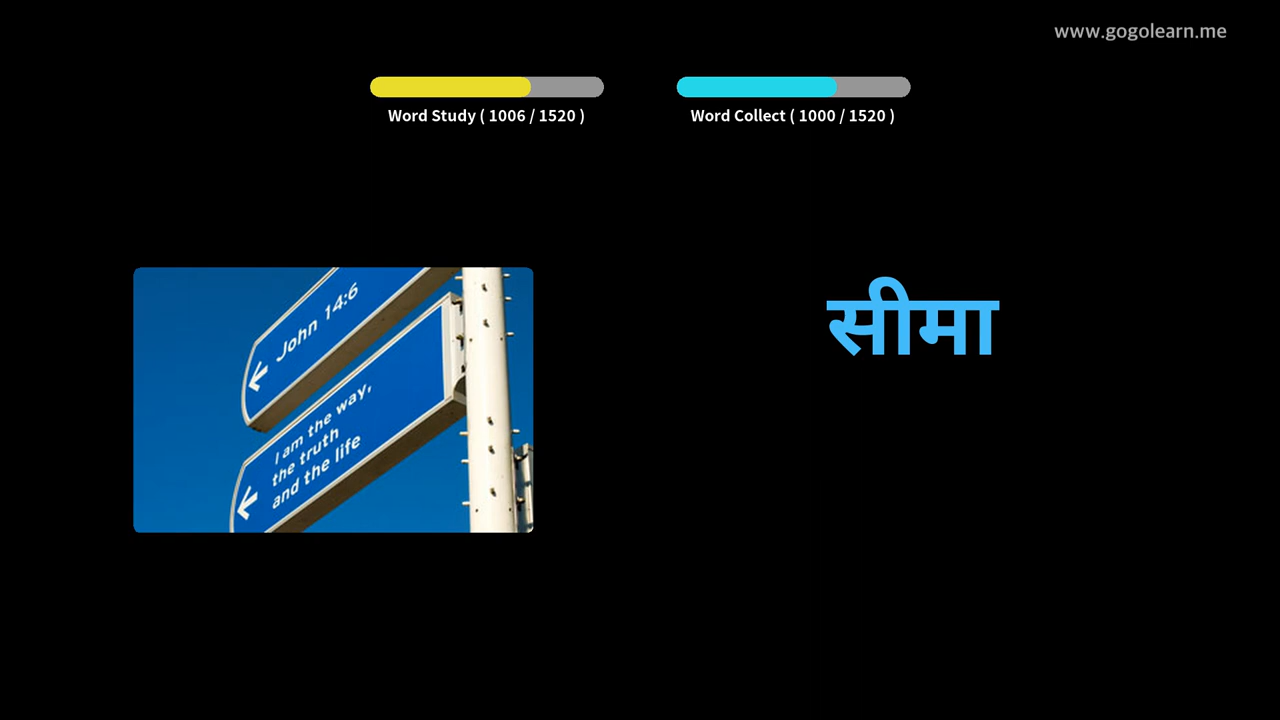 www.gogolearn.me
Word Study ( 1006 / 1520 )
Word Collect ( 1000 / 1520 )
John 14:6
I am the way,
the truth
and the life
सीमा